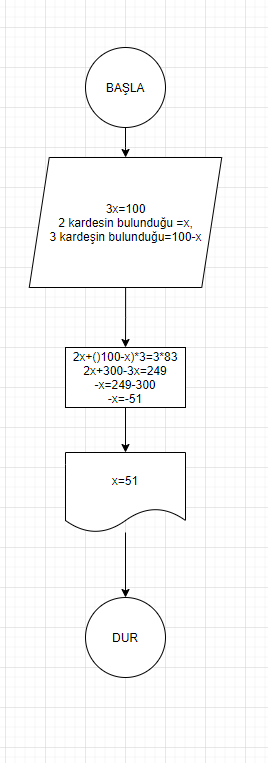 BAŞLA
3x=100
2 kardesin bulunduğu =x,
3 kardeşin bulunduğu=100-x
2x+()100-x)*3=3*83
2x+300-3x=249
-x=249-300
-x=-51
x=51
DUR